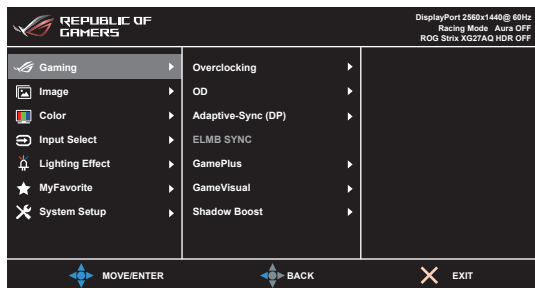 REPUBLIC OF
GAMERS
DisplayPort 2560x1440@ 60Hz
Racing Mode Aura OFF
ROG Strix XG27AQ HDR OFF
Gaming
Image
Color
Input Select
Lighting Effect
MyFavorite
System Setup
Overclocking
OD
Adaptive-Sync (DP)
ELMB SYNC
GamePlus
GameVisual
Shadow Boost
MOVE/ENTER
BACK
EXIT